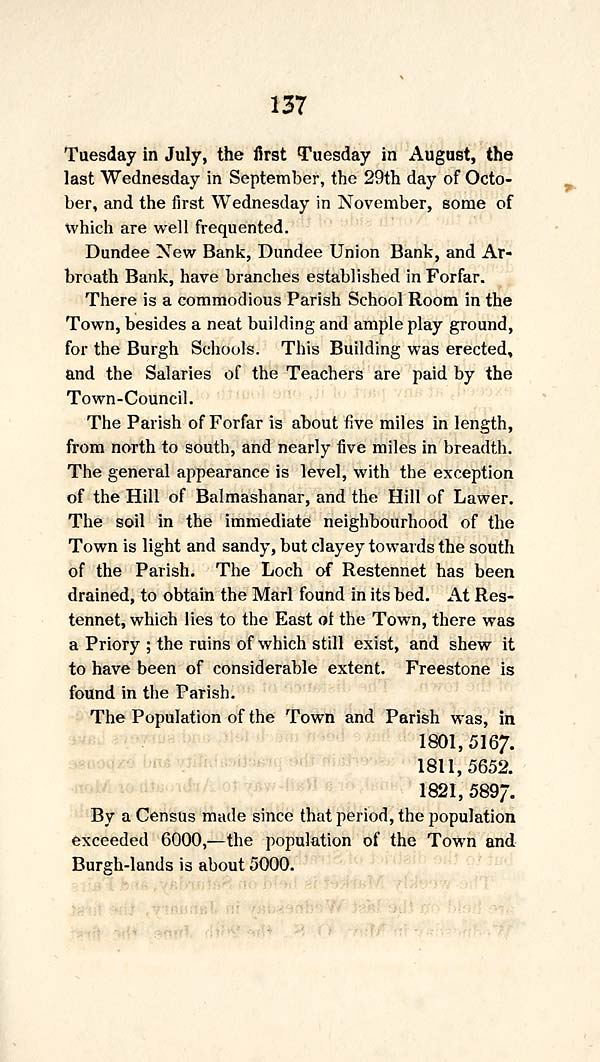 137
Tuesday in July, the first Tuesday in August, the
last Wednesday in September, the 29th day of Octo-
ber, and the first Wednesday in November, some of
which are well frequented.
Dundee New Bank, Dundee Union Bank, and Ar-
broath Bank, have branches established in Forfar.
There is a commodious Parish School Room in the
Town, besides a neat building and ample play ground,
for the Burgh Schools. This Building was erected,
and the Salaries of the Teachers are paid by the
Town-Council.
The Parish of Forfar is about five miles in length,
from north to south, and nearly five miles in breadth.
The general appearance is level, with the exception
of the Hill of Balmashanar, and the Hill of Lawer.
The soil in the immediate neighbourhood of the
Town is light and sandy, but clayey towards the south
of the Parish. The Loch of Restennet has been
drained, to obtain the Marl found in its bed. At Res-
tennet, which lies to the East of the Town, there was
a Priory ; the ruins of which still exist, and shew it
to have been of considerable extent. Freestone is
found in the Parish.
The Population of the Town and Parish was, in
1801, 5167.
1811, 5652.
1821, 5897.
By a Census made since that period, the population
exceeded 6000,—the population of the Town and
Burgh-lands is about 5000.